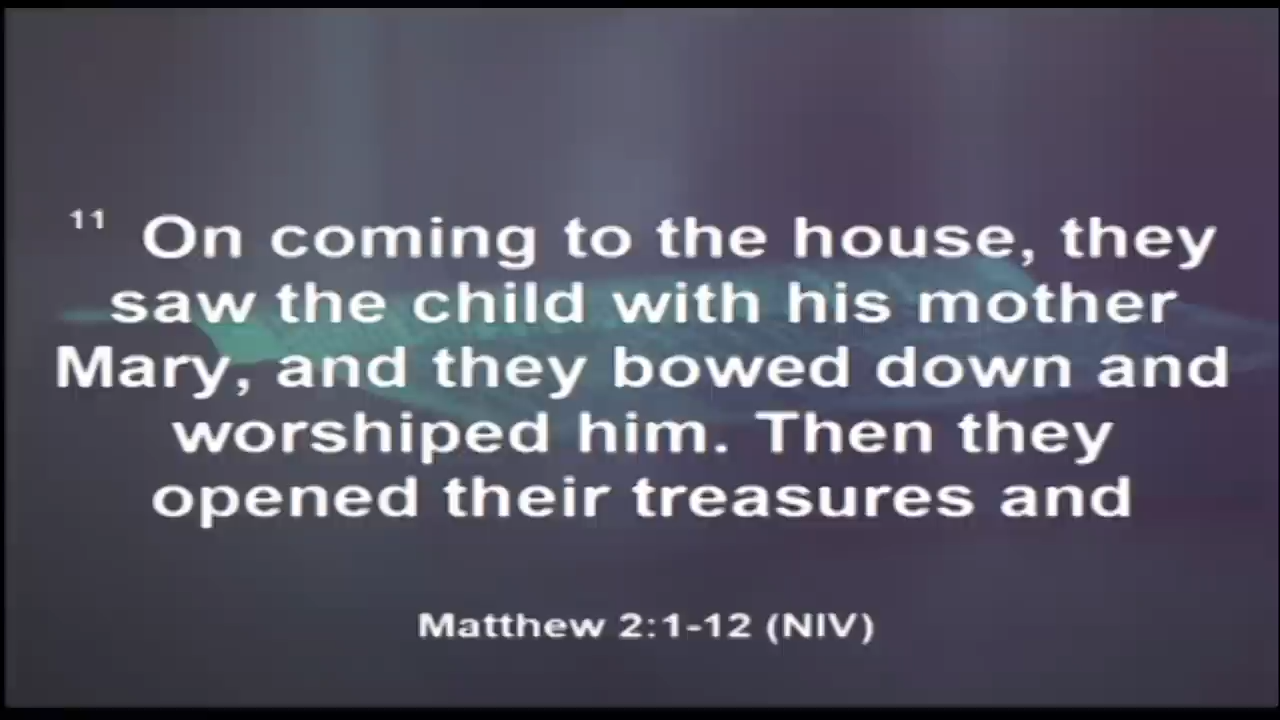 11 On coming to the house, they
saw the child with his mother
Mary, and they bowed down and
worshiped him. Then they
opened their treasures and
Matthew 2:1-12 (NIV)